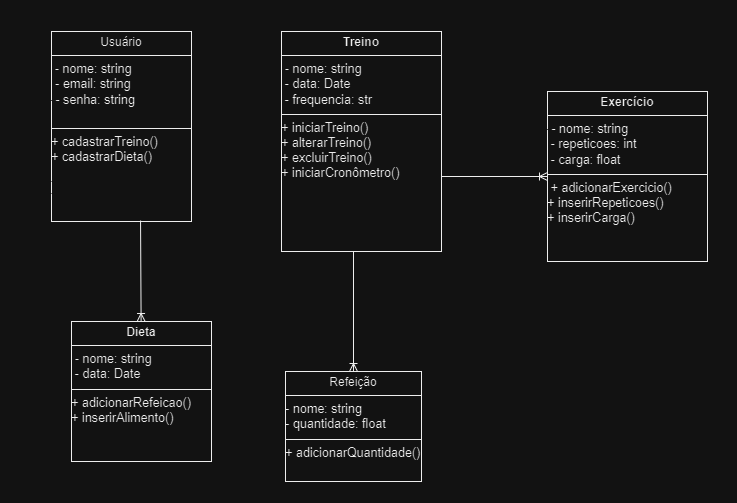 Usuário
- nome: string
- email: string
- senha: string
+ cadastrarTreino()
+ cadastrarDieta()
Treino
- nome: string
- data: Date
- frequencia: str
+ iniciarTreino()
+ alterarTreino()
+ excluirTreino()
+ iniciarCronômetro()
Exercício
- nome: string
- repeticoes: int
- carga: float
+ adicionarExercicio()
+ inserirRepeticoes()
+ inserirCarga()
Dieta
- nome: string
- data: Date
+ adicionarRefeicao()
+ inserirAlimento()
Refeição
- nome: string
- quantidade: float
+ adicionarQuantidade()